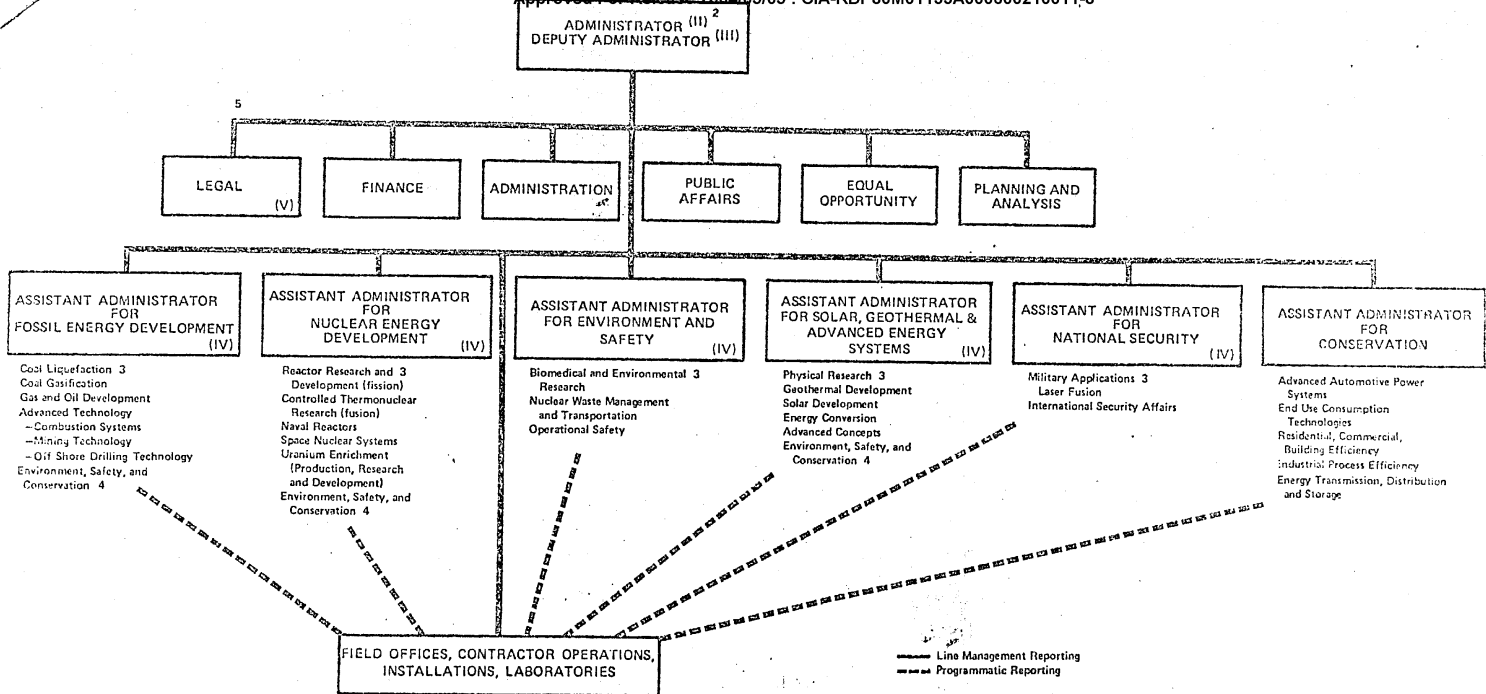 Approved For Release
: CIA-RDP
ADMINISTRATOR (II) 2
DEPUTY ADMINISTRATOR (III)
5
LEGAL
(V)
FINANCE
ADMINISTRATION
PUBLIC
AFFAIRS
EQUAL
OPPORTUNITY
PLANNING AND
ANALYSIS
ASSISTANT ADMINISTRATOR
FOR
FOSSIL ENERGY DEVELOPMENT
(IV)
Coal Liquefaction 3
Coal Gasification
Gas and Oil Development
Advanced Technology
–Combustion Systems
–Mining Technology
–Off Shore Drilling Technology
Environment, Safety, and
Conservation 4
ASSISTANT ADMINISTRATOR
FOR
NUCLEAR ENERGY
DEVELOPMENT
(IV)
Reactor Research and 3
Development (fission)
Controlled Thermonuclear
Research (fusion)
Naval Reactors
Space Nuclear Systems
Uranium Enrichment
(Production, Research
and Development)
Environment, Safety, and
Conservation 4
ASSISTANT ADMINISTRATOR
FOR ENVIRONMENT AND
SAFETY
(IV)
Biomedical and Environmental 3
Research
Nuclear Waste Management
and Transportation
Operational Safety
ASSISTANT ADMINISTRATOR
FOR SOLAR, GEOTHERMAL &
ADVANCED ENERGY
SYSTEMS (IV)
Physical Research 3
Geothermal Development
Solar Development
Energy Conversion
Advanced Concepts
Environment, Safety, and
Conservation 4
ASSISTANT ADMINISTRATOR
FOR
NATIONAL SECURITY
(IV)
Military Applications 3
Laser Fusion
International Security Affairs
ASSISTANT ADMINISTRATOR
FOR
CONSERVATION
Advanced Automotive Power
Systems
End Use Consumption
Technologies
Residential, Commercial,
Building Efficiency
Industrial Process Efficiency
Energy Transmission, Distribution
and Storage
FIELD OFFICES, CONTRACTOR OPERATIONS,
INSTALLATIONS, LABORATORIES
Line Management Reporting
Programmatic Reporting